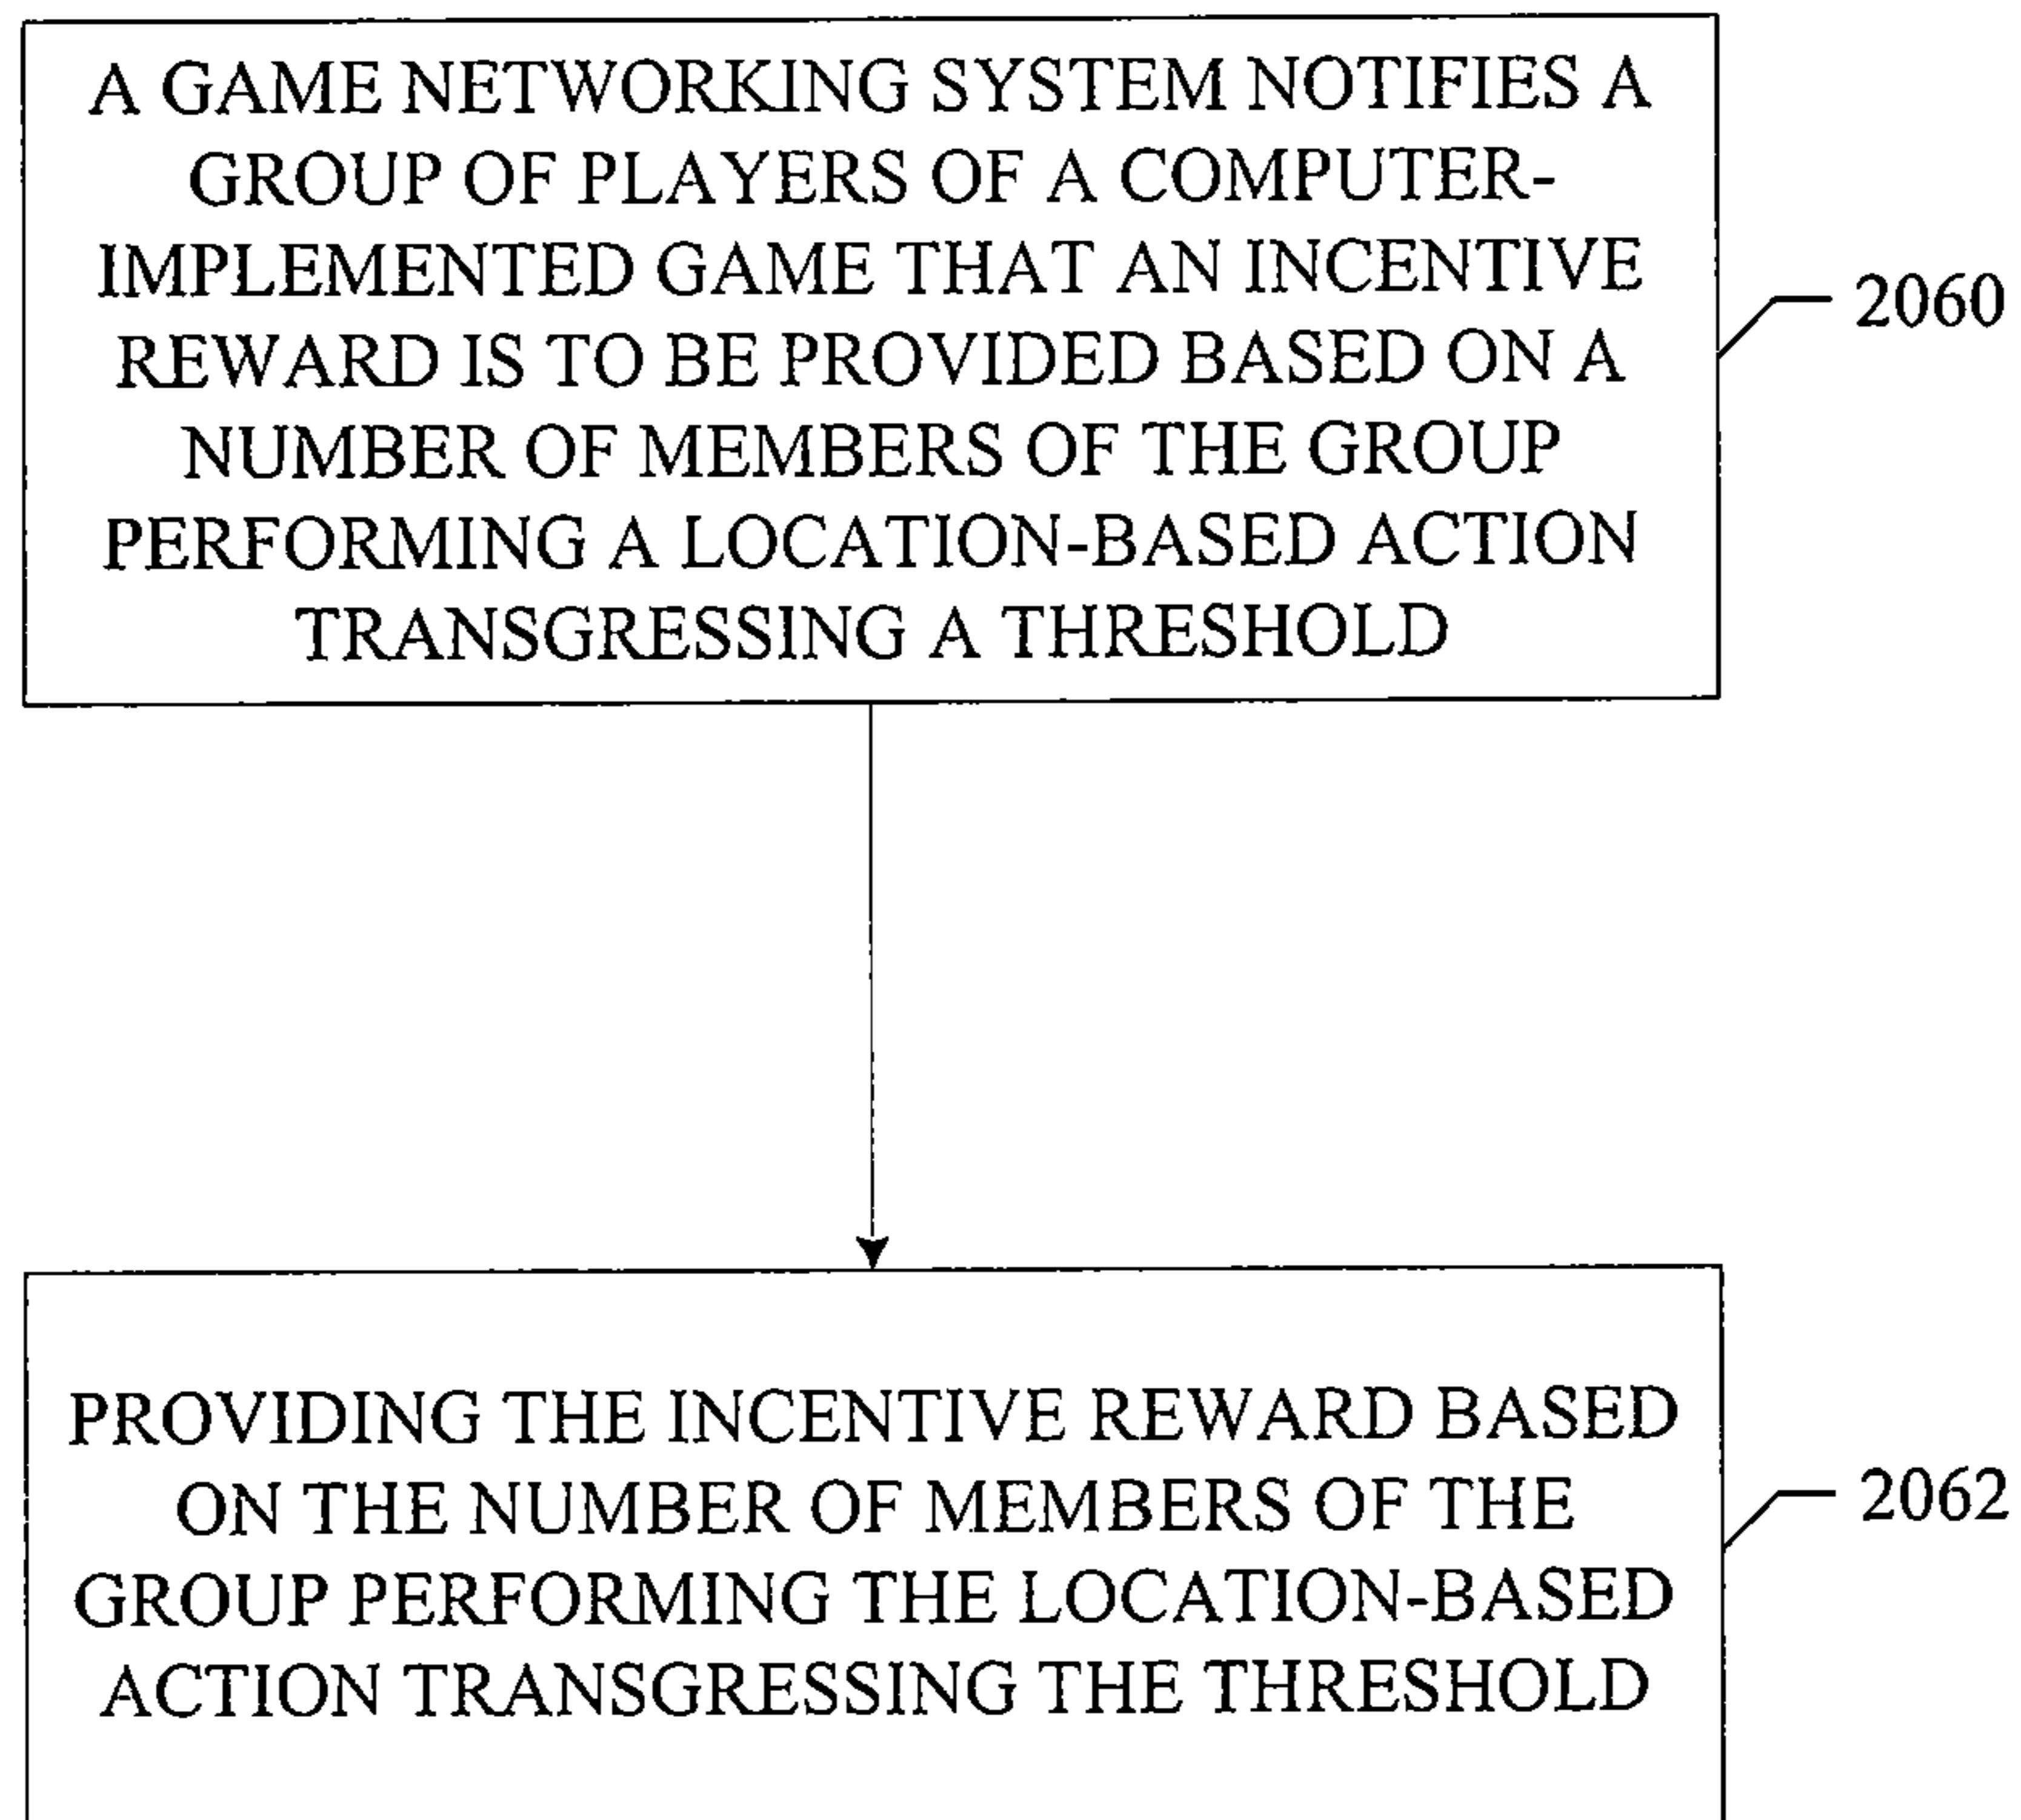 A GAME NETWORKING SYSTEM NOTIFIES A
GROUP OF PLAYERS OF A COMPUTER-
IMPLEMENTED GAME THAT AN INCENTIVE
REWARD IS TO BE PROVIDED BASED ON A
NUMBER OF MEMBERS OF THE GROUP
PERFORMING A LOCATION-BASED ACTION
TRANSGRESSING A THRESHOLD
2060
PROVIDING THE INCENTIVE REWARD BASED
ON THE NUMBER OF MEMBERS OF THE
GROUP PERFORMING THE LOCATION-BASED
ACTION TRANSGRESSING THE THRESHOLD
2062